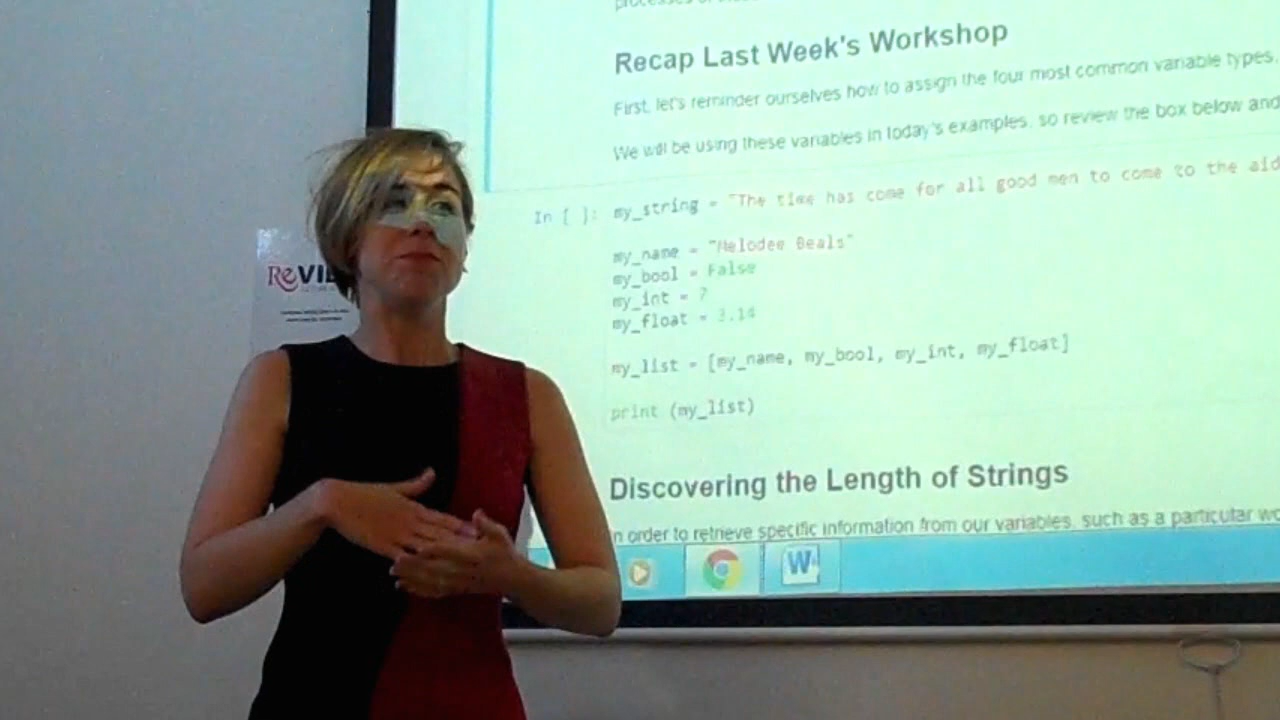 Recap Last Week's Workshop
First, let's reminder ourselves how to assign the four most common variable types.
We will be using these variables in today's examples, so review the box below and
In [ ]: my_string = "The time has come for all good men to come to the aid
my_name = "Melodee Beals"
my_bool = False
my_int = 7
my_float = 3.14
my_list = [my_name, my_bool, my_int, my_float]
print (my_list)
Discovering the Length of Strings
n order to retrieve specific information from our variables, such as a particular wo
W